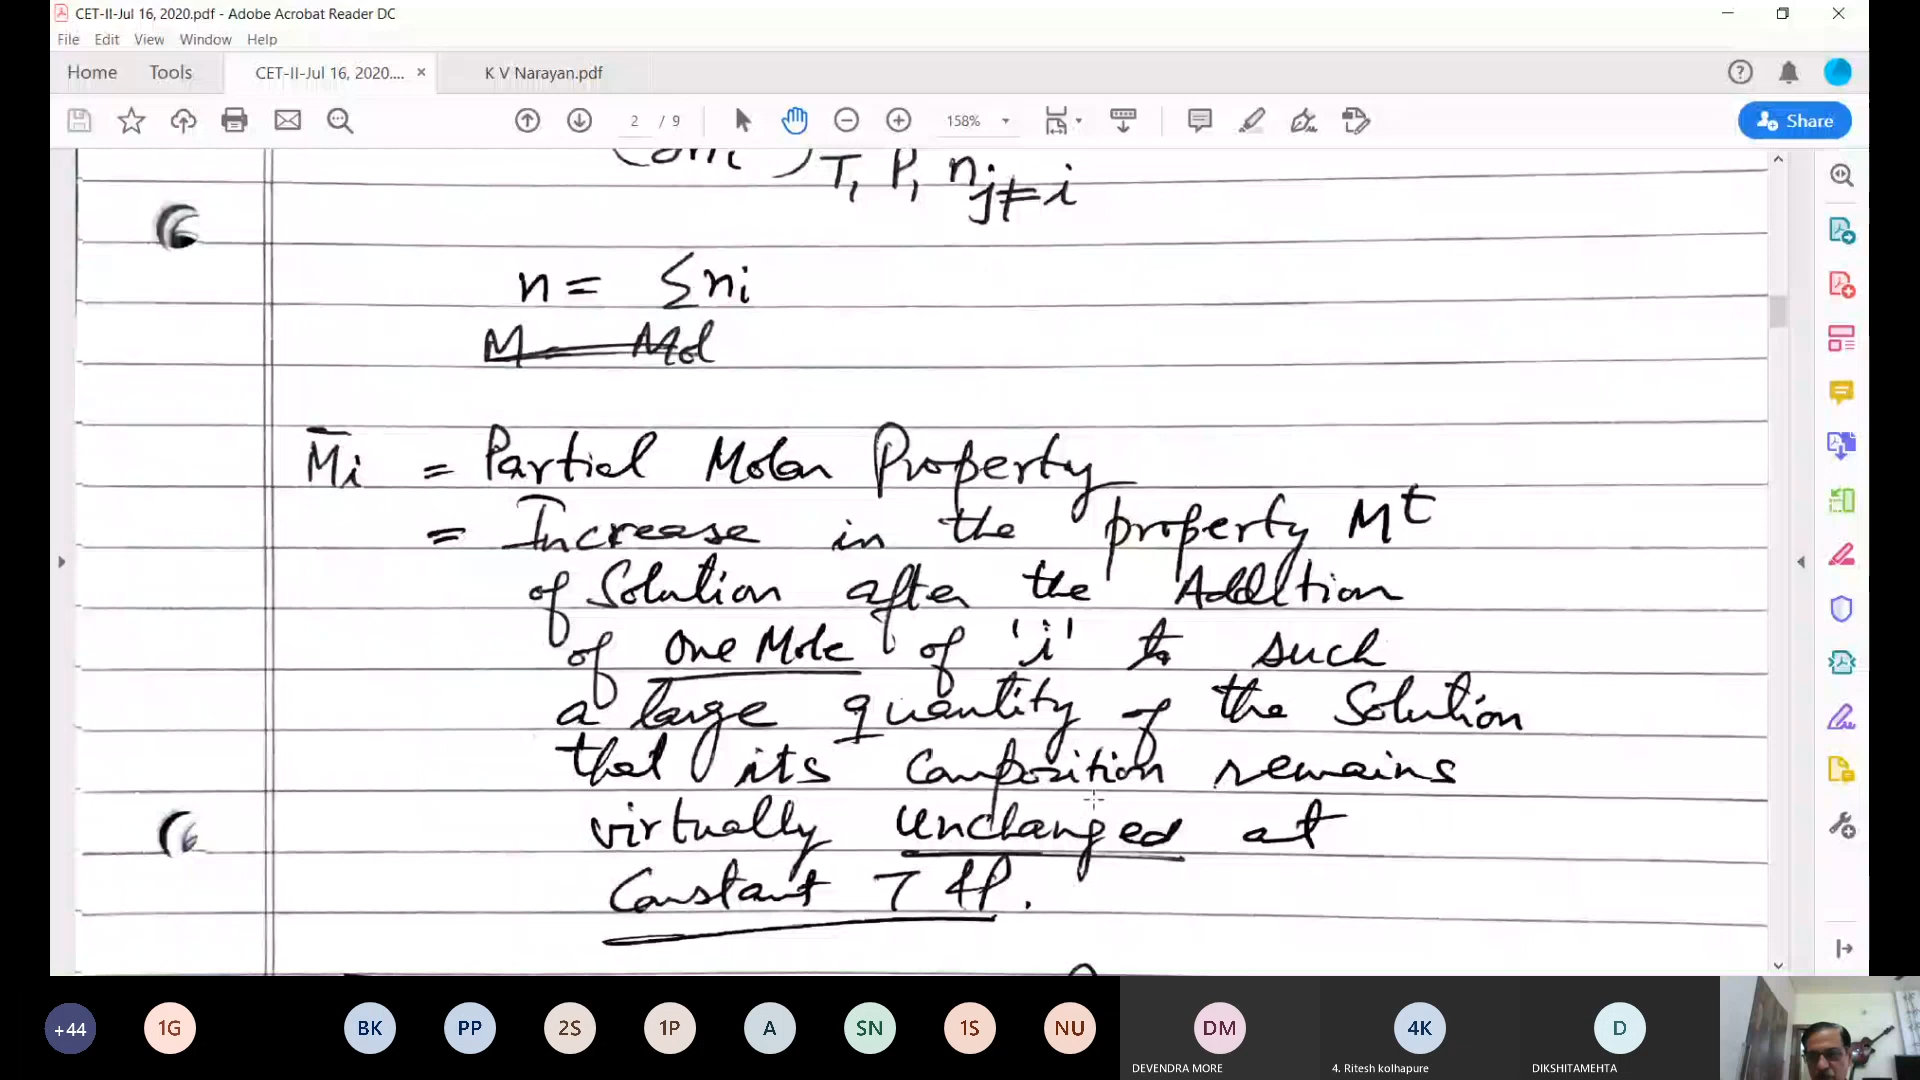 CET-II-Jul 16, 2020.pdf - Adobe Acrobat Reader DC
File Edit View Window Help
Home Tools CET-II-Jul 16, 2020.... × K V Narayan.pdf
2 / 9 158% Share
T, P, nj≠i
n = Σni
M = Mol
M̄i = Partial Molar Property
= Increase in the property Mt
of Solution after the Addition
of One Mole of 'i' to such
a large quantity of the Solution
that its Composition remains
virtually unchanged at
Constant T & P.
+44 1G BK PP 2S 1P A SN 1S NU DM 4K D
DEVENDRA MORE 4. Ritesh kolhapure DIKSHITAMEHTA